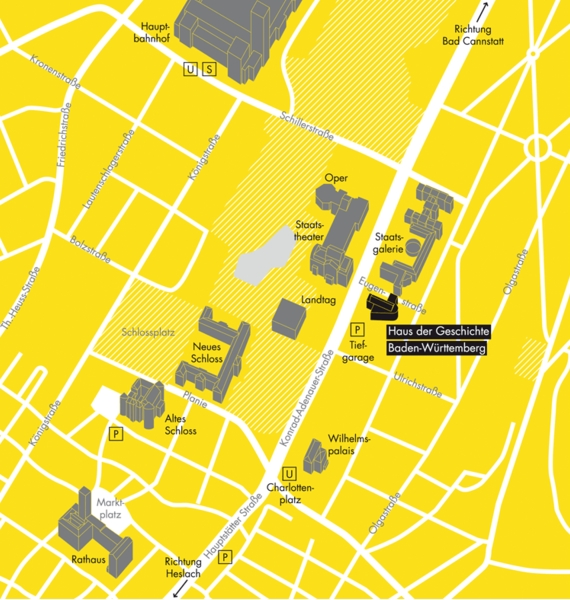 Haupt-
bahnhof
U S
Richtung
Bad Cannstatt
Kronenstraße
Friedrichstraße
Lautenschlagerstraße
Königstraße
Schillerstraße
Oper
Staats-
theater
Staats-
galerie
Bolzstraße
Eugen- straße
Olgastraße
Th.-Heuss-Straße
Landtag
Haus der Geschichte
Baden-Württemberg
P
Tief-
garage
Schlossplatz
Neues
Schloss
Konrad-Adenauer-Straße
Ulrichstraße
Planie
Königstraße
Altes
Schloss
P
Wilhelms-
palais
U
Charlotten-
platz
Markt-
platz
Olgastraße
Hauptstätter Straße
Rathaus
P
Richtung
Heslach